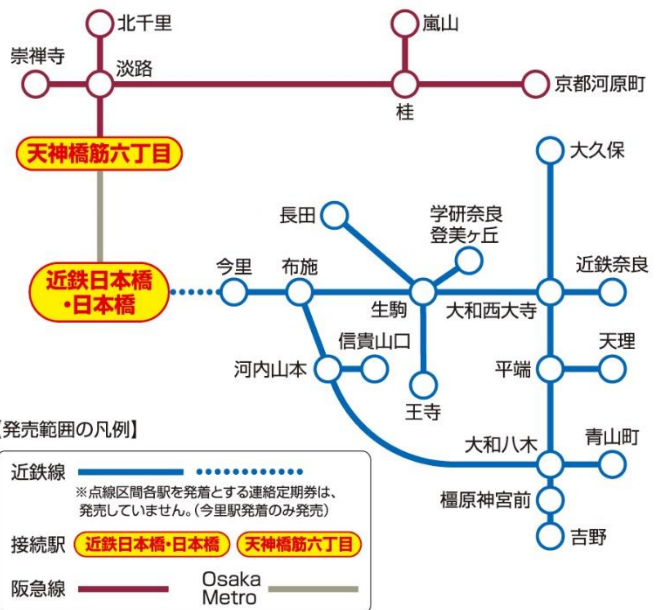 北千里
嵐山
崇禅寺
淡路
桂
京都河原町
天神橋筋六丁目
大久保
長田
学研奈良
登美ヶ丘
近鉄日本橋
・日本橋
今里
布施
生駒
大和西大寺
近鉄奈良
信貴山口
河内山本
王寺
平端
天理
大和八木
青山町
橿原神宮前
吉野
【発売範囲の凡例】
近鉄線
※点線区間各駅を発着とする連絡定期券は、
発売していません。(今里駅発着のみ発売)
接続駅 近鉄日本橋・日本橋 天神橋筋六丁目
阪急線 Osaka
Metro